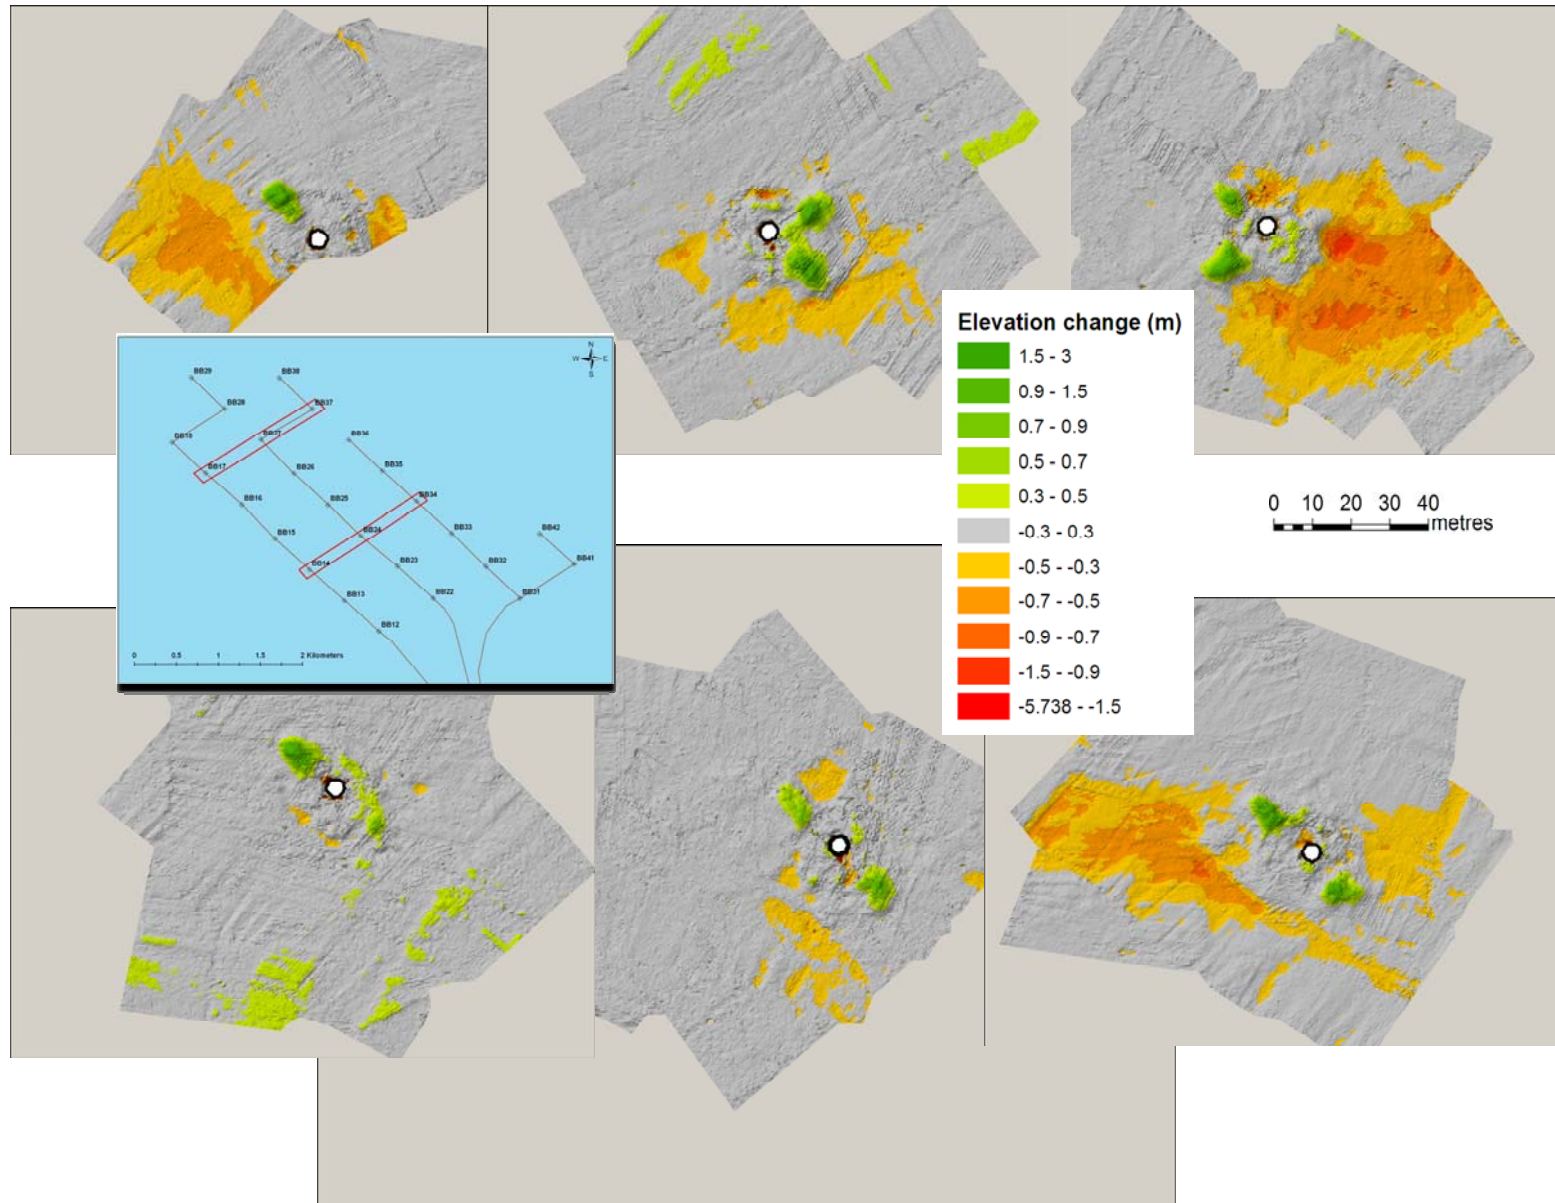 Elevation change (m)
1.5 - 3
0.9 - 1.5
0.7 - 0.9
0.5 - 0.7
0.3 - 0.5
-0.3 - 0.3
-0.5 - -0.3
-0.7 - -0.5
-0.9 - -0.7
-1.5 - -0.9
-5.738 - -1.5
0 10 20 30 40
metres
N
W E
S
BB29 BB38
BB28 BB37
BB27
BB17 BB26 BB35
BB16 BB25 BB34
BB15 BB24 BB33 BB42
BB14 BB23 BB32 BB41
BB13 BB22 BB31
BB12
0 0.5 1 1.5 2 Kilometers